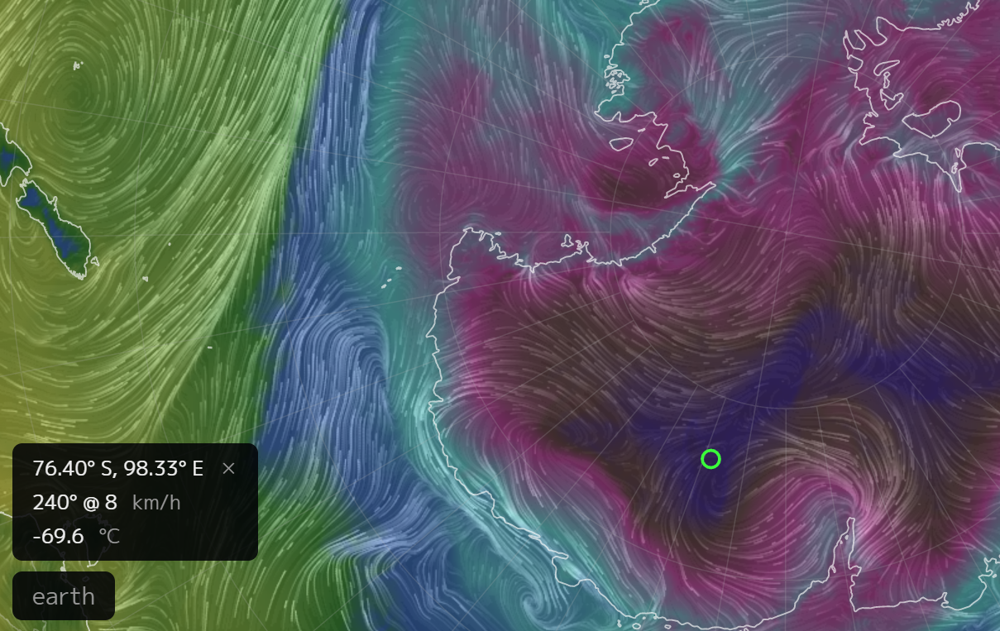 76.40° S, 98.33° E ×
240° @ 8 km/h
-69.6 °C
earth